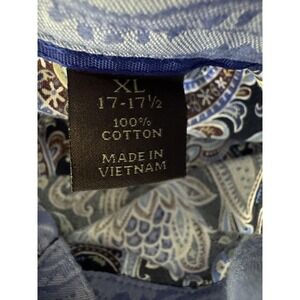 XL
17-17½
100%
COTTON
MADE IN
VIETNAM